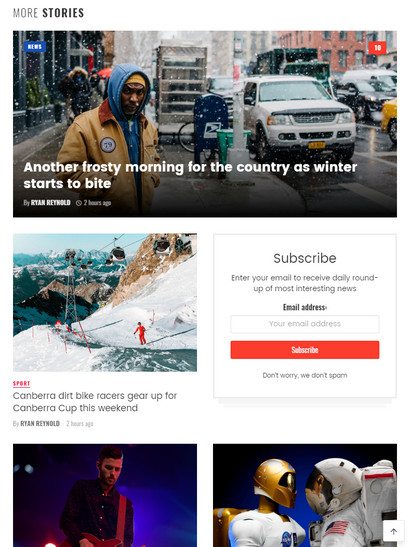 MORE STORIES
NEWS
10
Another frosty morning for the country as winter
starts to bite
By RYAN REYNOLD 2 hours ago
Subscribe
Enter your email to receive daily round-
up of most interesting news
Email address:
Your email address
Subscribe
Don't worry, we don't spam
SPORT
Canberra dirt bike racers gear up for
Canberra Cup this weekend
By RYAN REYNOLD 2 hours ago